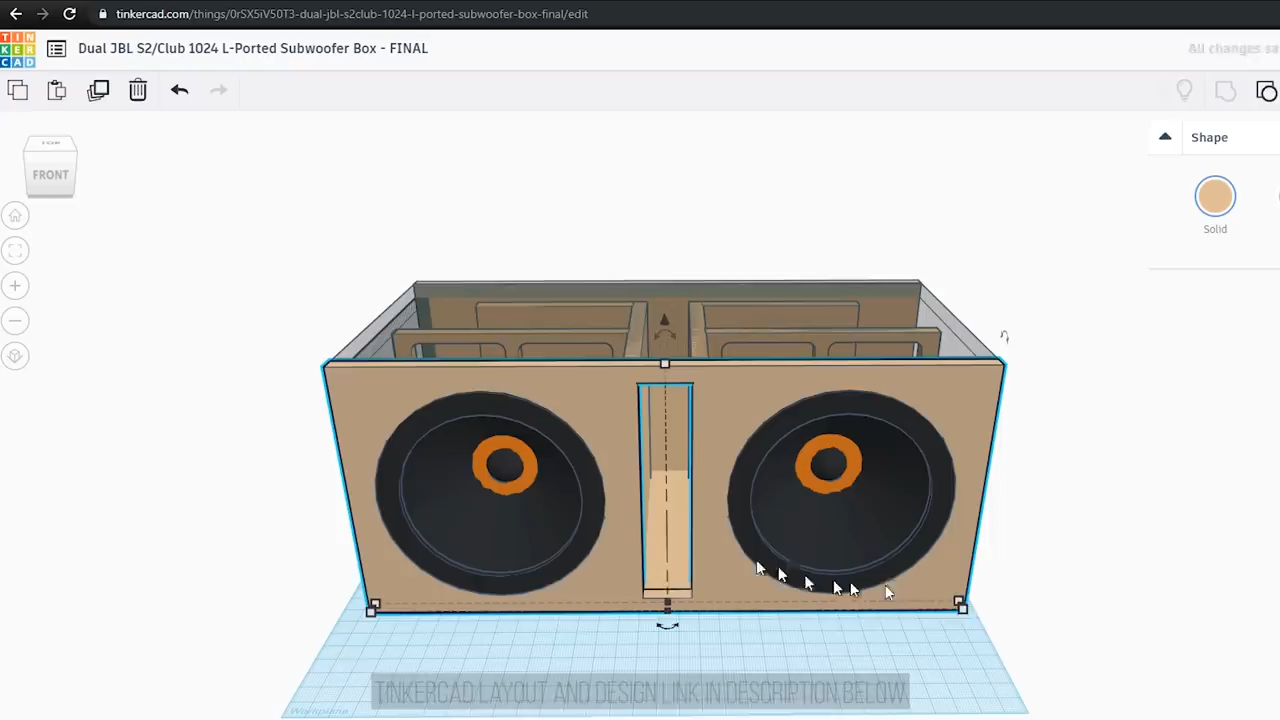 tinkercad.com/things/0rSX5iV50T3-dual-jbl-s2club-1024-l-ported-subwoofer-box-final/edit
TIN
KER
CAD
Dual JBL S2/Club 1024 L-Ported Subwoofer Box - FINAL
All changes sa
TOP
FRONT
Shape
Solid
TINKERCAD LAYOUT AND DESIGN LINK IN DESCRIPTION BELOW
Workplane